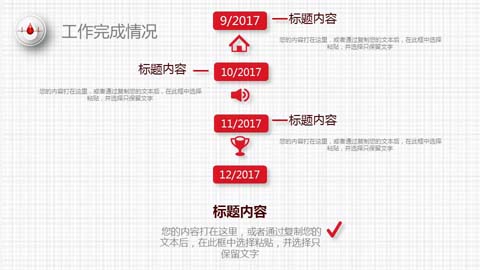 工作完成情况
9/2017
标题内容
您的内容打在这里，或者通过复制您的文本后，在此框中选择
粘贴，并选择只保留文字
标题内容
10/2017
您的内容打在这里，或者通过复制您的文本后，在此框中选择
粘贴，并选择只保留文字
11/2017
标题内容
您的内容打在这里，或者通过复制您的文本后，在此框中选择
粘贴，并选择只保留文字
12/2017
标题内容
您的内容打在这里，或者通过复制您的
文本后，在此框中选择粘贴，并选择只
保留文字